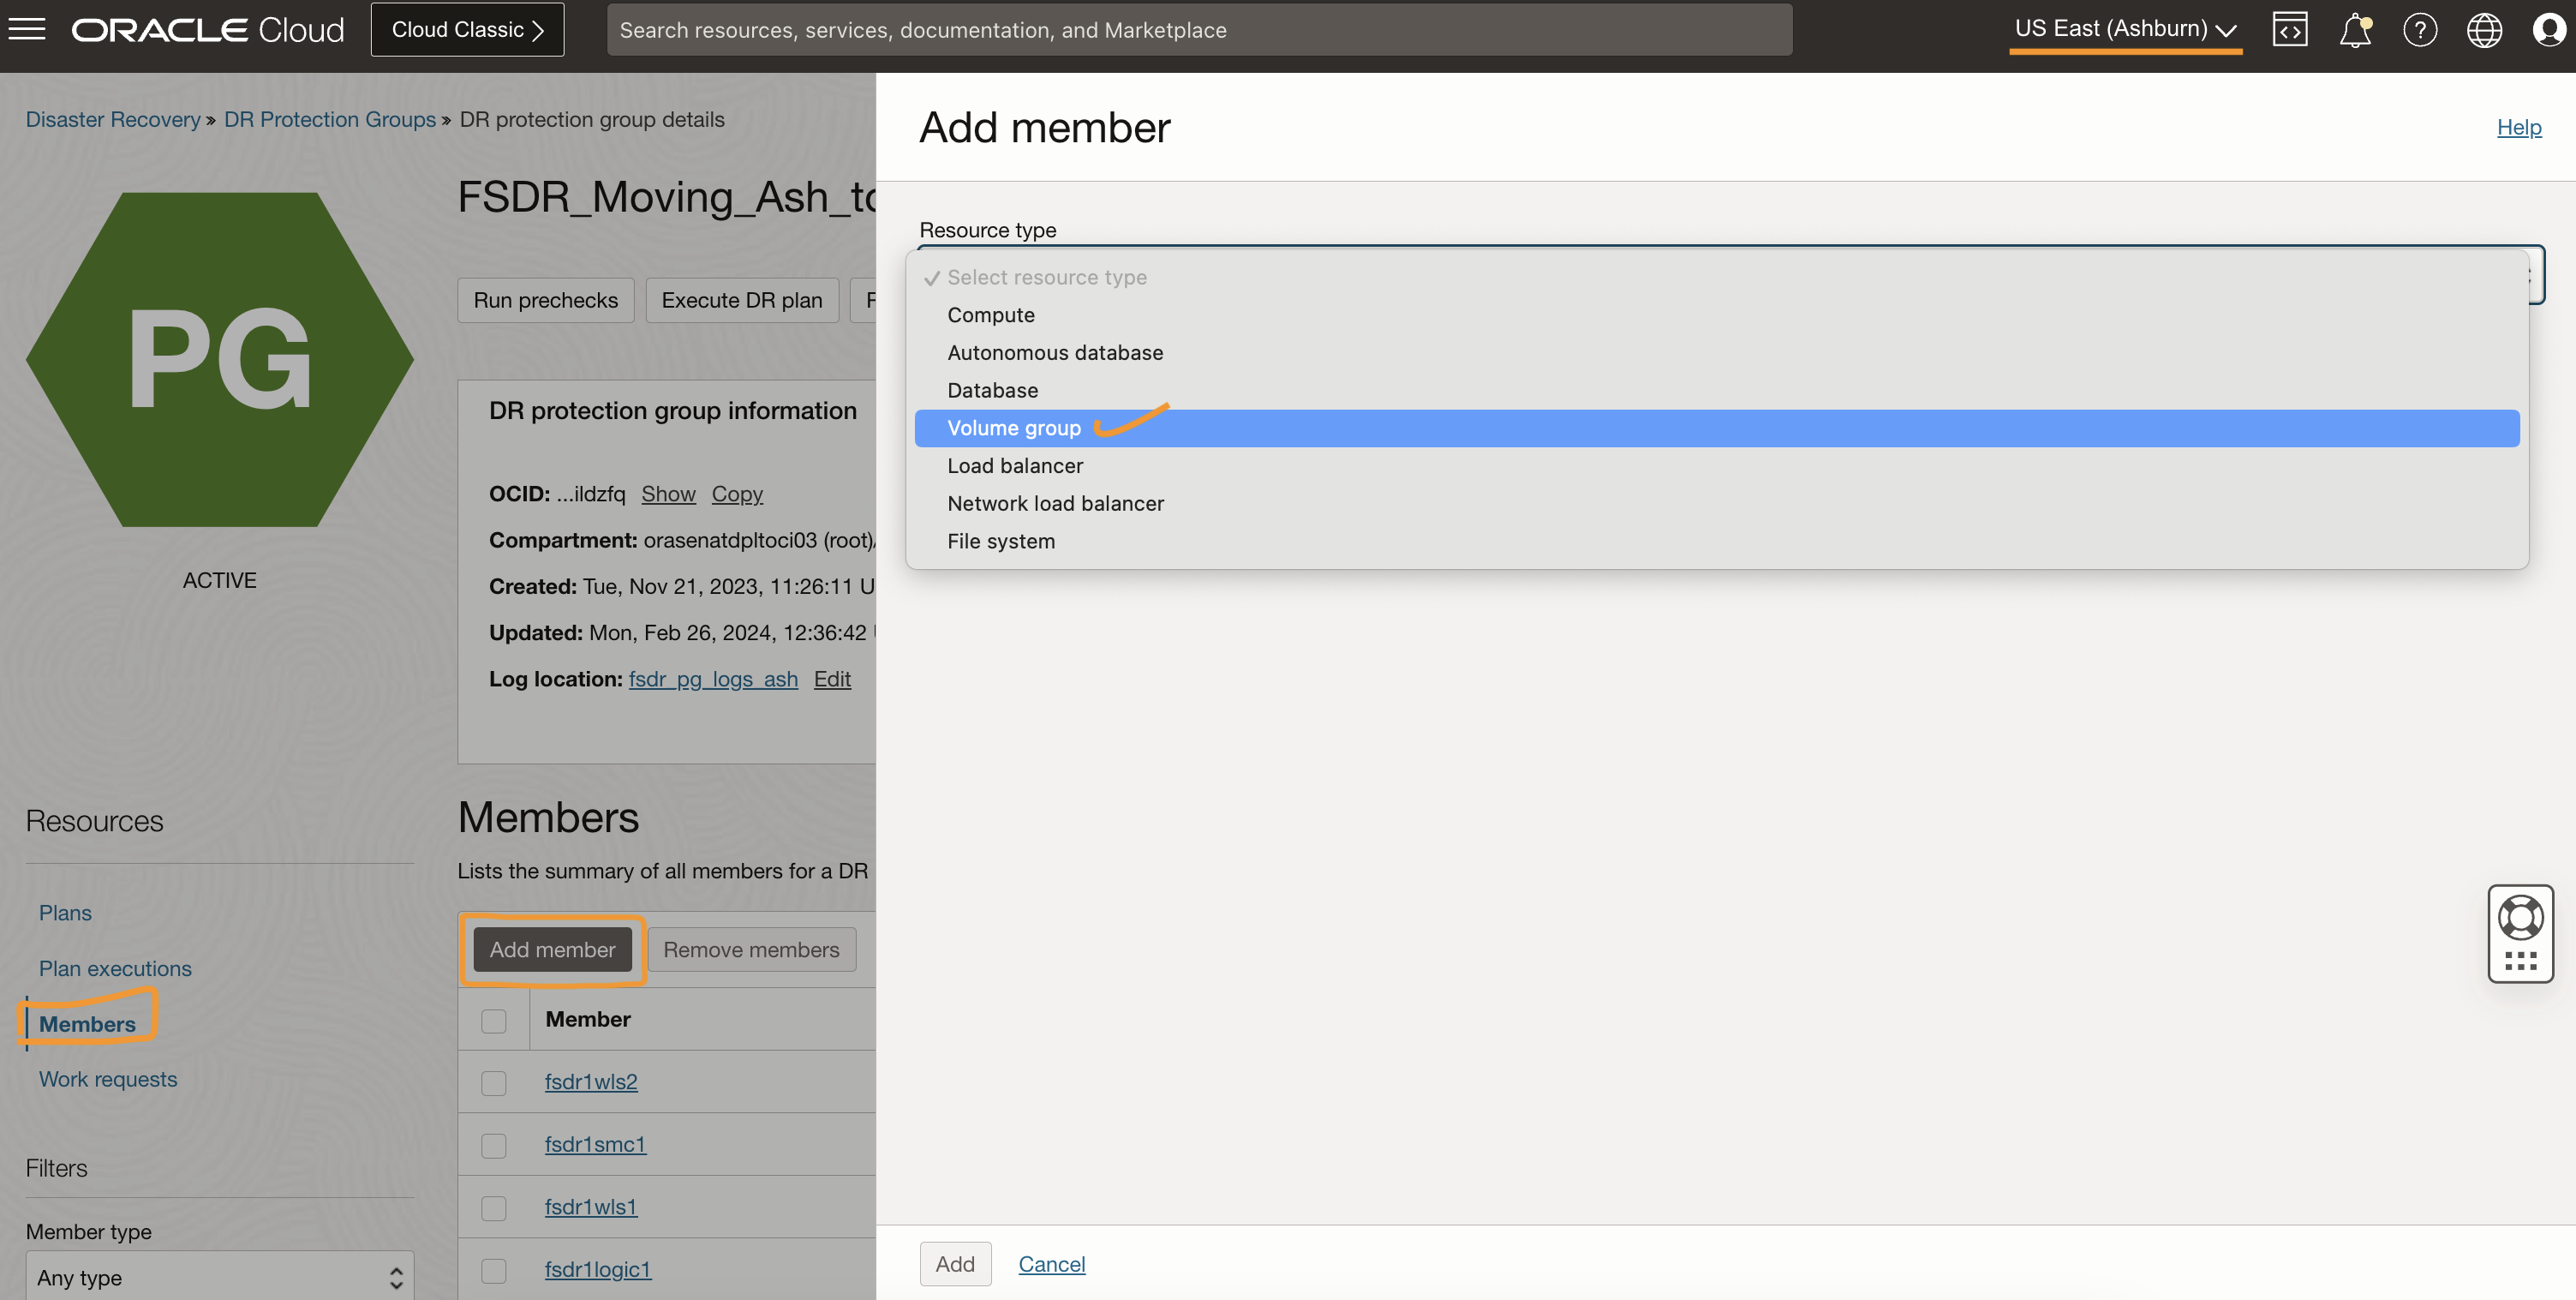 ORACLE Cloud
Cloud Classic
Search resources, services, documentation, and Marketplace
US East (Ashburn)
Disaster Recovery » DR Protection Groups » DR protection group details
PG
ACTIVE
FSDR_Moving_Ash_to
Run prechecks
Execute DR plan
DR protection group information
OCID: ...ildzfq Show Copy
Compartment: orasenatdpltoci03 (root)/
Created: Tue, Nov 21, 2023, 11:26:11 U
Updated: Mon, Feb 26, 2024, 12:36:42
Log location: fsdr_pg_logs_ash Edit
Resources
Plans
Plan executions
Members
Work requests
Filters
Member type
Any type
Members
Lists the summary of all members for a DR
Add member
Remove members
Member
fsdr1wls2
fsdr1smc1
fsdr1wls1
fsdr1logic1
Add member
Help
Resource type
Select resource type
Compute
Autonomous database
Database
Volume group
Load balancer
Network load balancer
File system
Add
Cancel